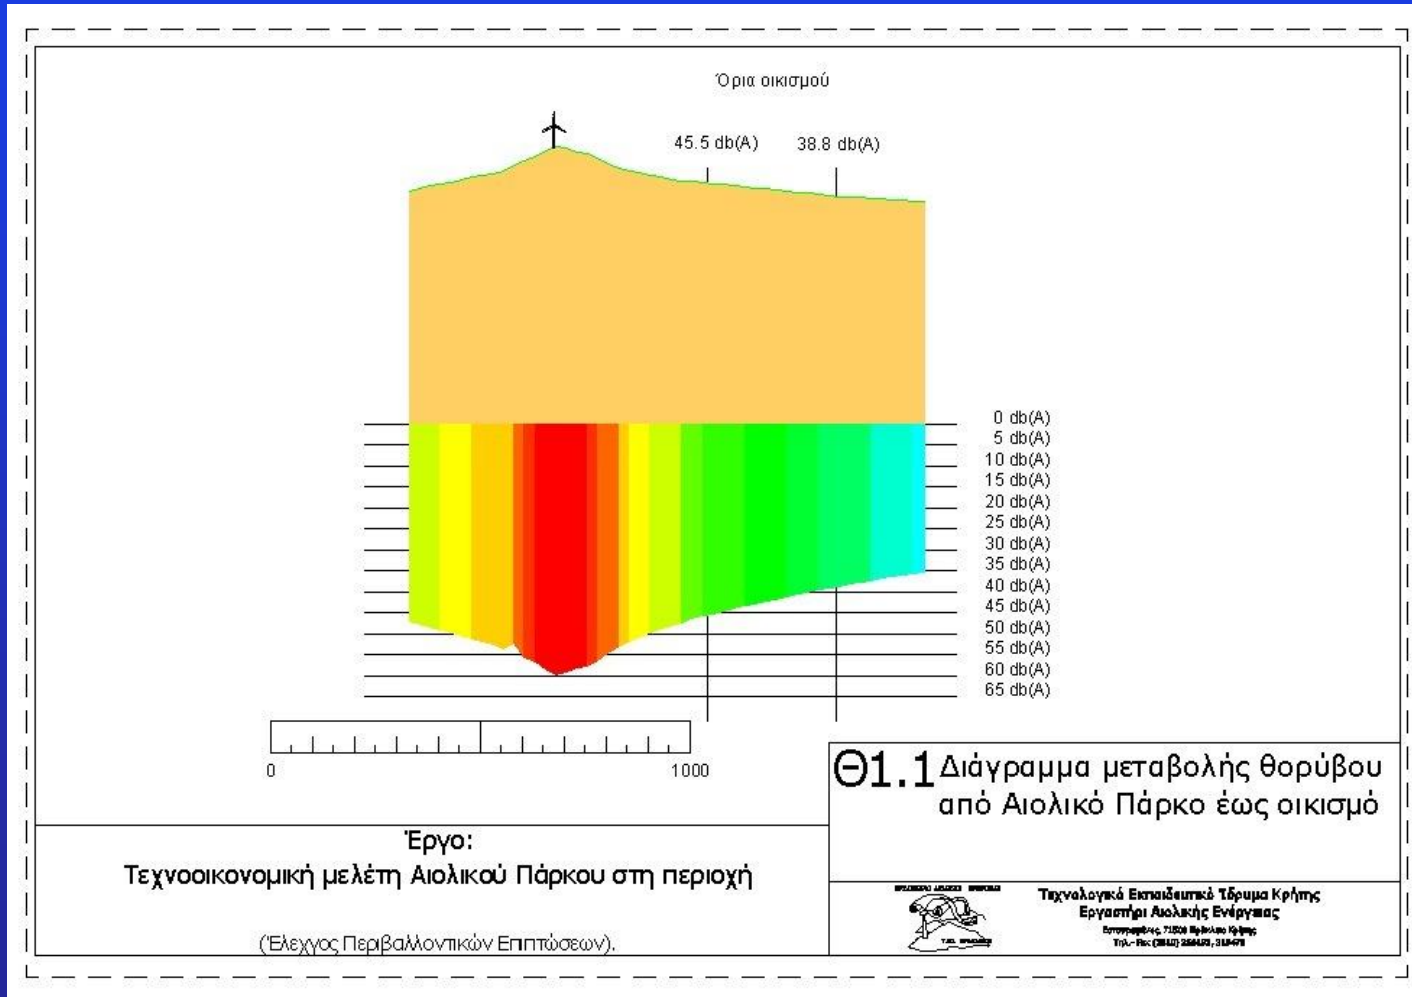 Όρια οικισμού
45.5 db(A) 38.8 db(A)
0 db(A)
5 db(A)
10 db(A)
15 db(A)
20 db(A)
25 db(A)
30 db(A)
35 db(A)
40 db(A)
45 db(A)
50 db(A)
55 db(A)
60 db(A)
65 db(A)
0 1000
Θ1.1 Διάγραμμα μεταβολής θορύβου
από Αιολικό Πάρκο έως οικισμό
Έργο:
Τεχνοοικονομική μελέτη Αιολικού Πάρκου στη περιοχή
(Έλεγχος Περιβαλλοντικών Επιπτώσεων).
Τεχνολογικό Εκπαιδευτικό Ίδρυμα Κρήτης
Εργαστήρι Αιολικής Ενέργειας